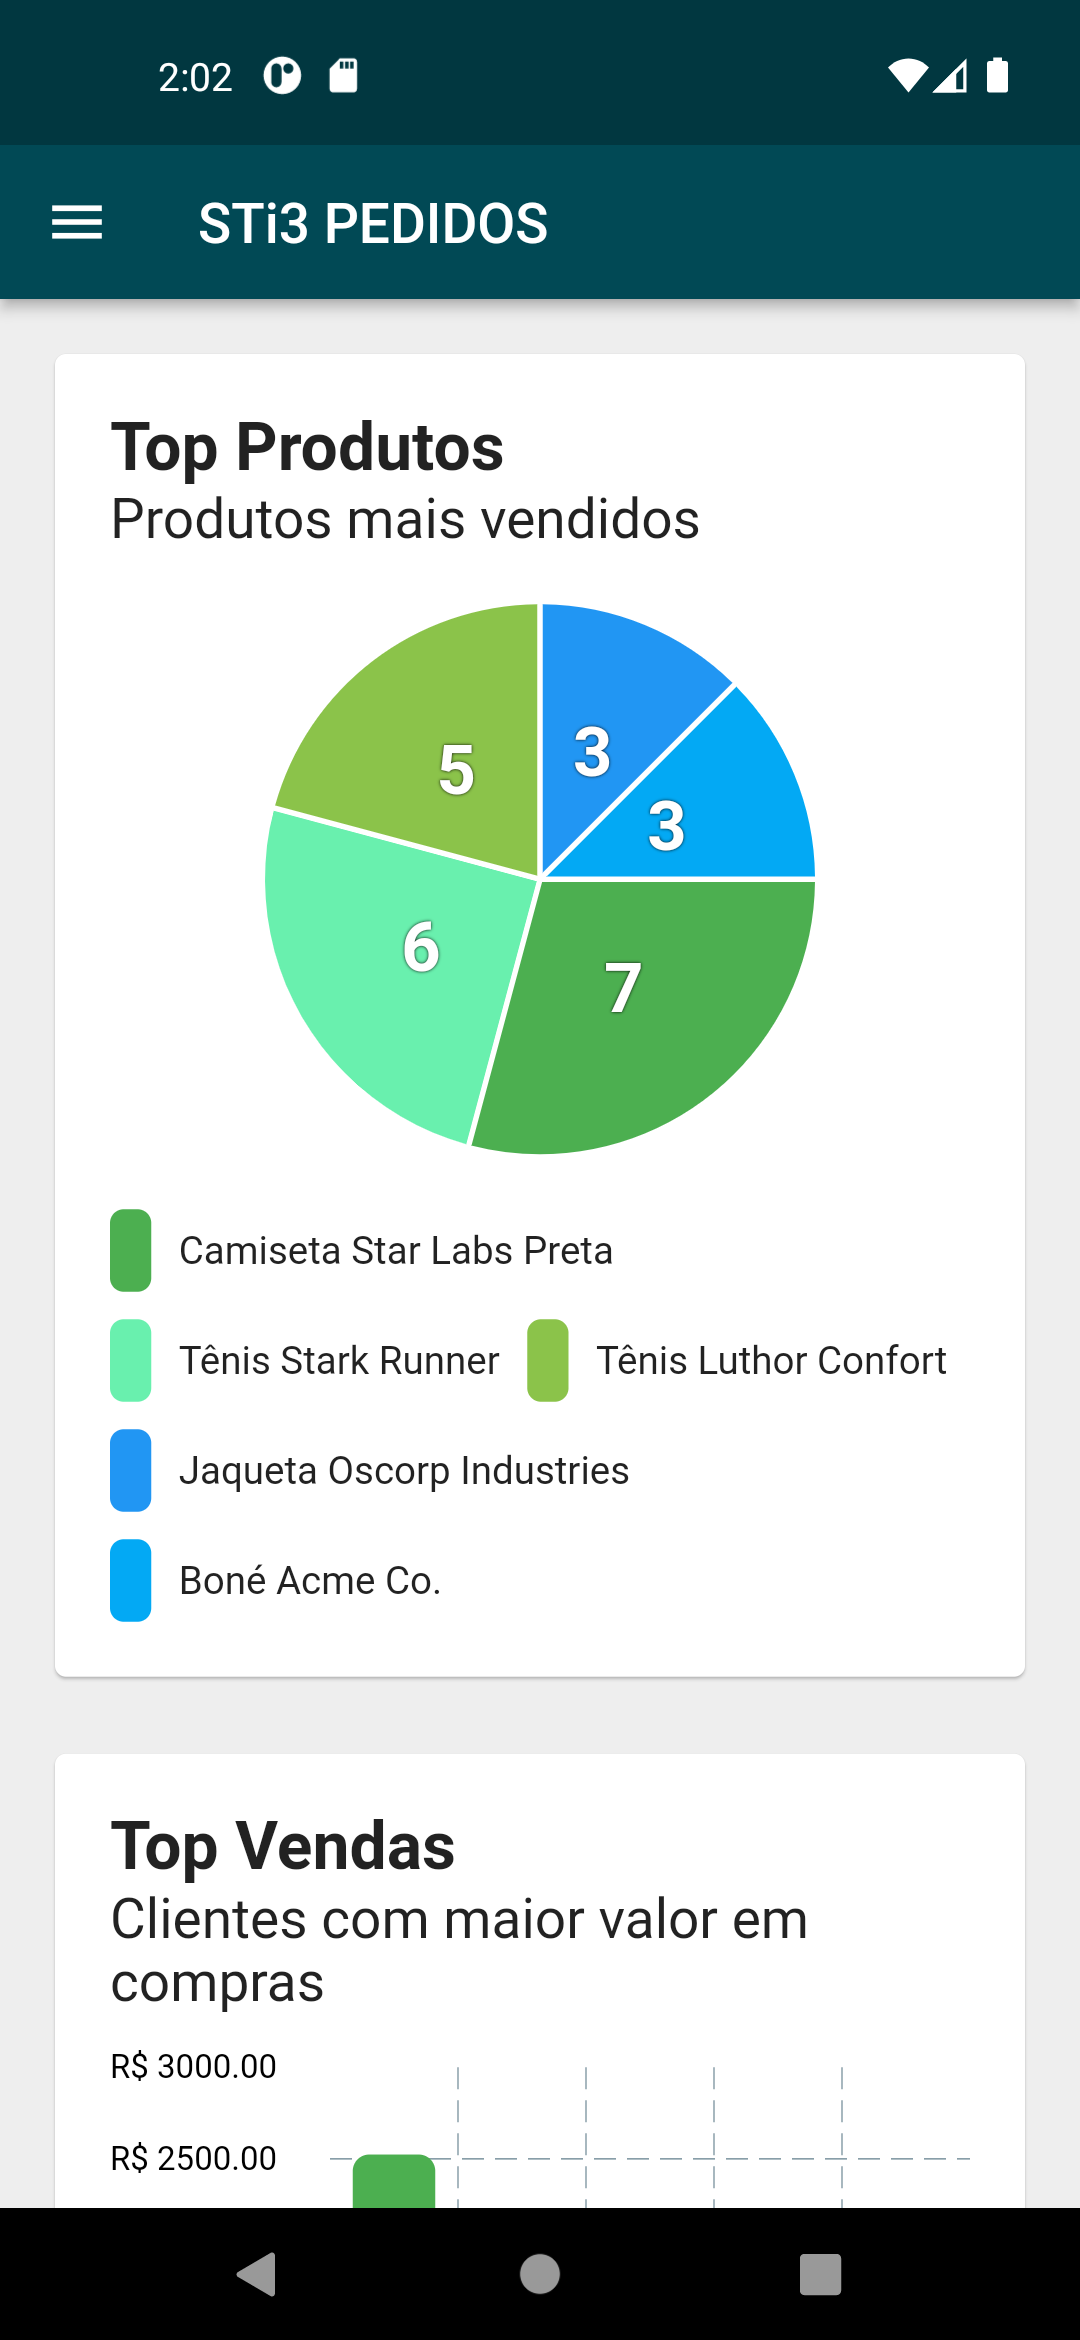 2:02
STi3 PEDIDOS
Top Produtos
Produtos mais vendidos
5
3
3
6
7
Camiseta Star Labs Preta
Tênis Stark Runner Tênis Luthor Confort
Jaqueta Oscorp Industries
Boné Acme Co.
Top Vendas
Clientes com maior valor em
compras
R$ 3000.00
R$ 2500.00